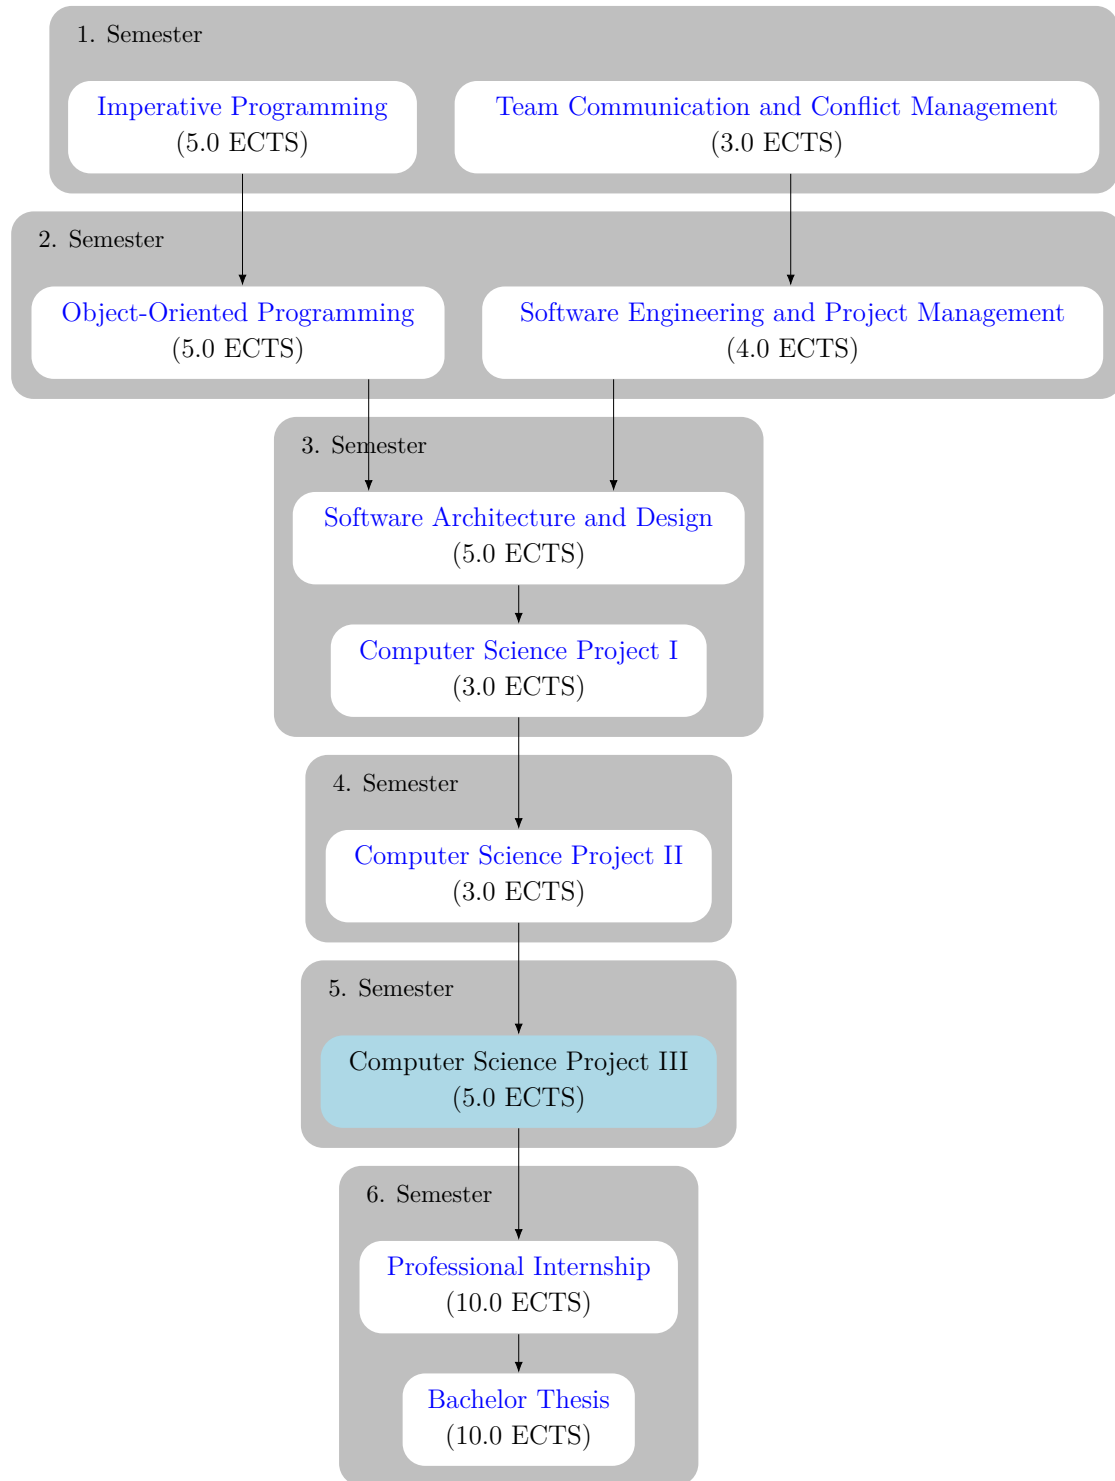 1. Semester
Imperative Programming
(5.0 ECTS)
Team Communication and Conflict Management
(3.0 ECTS)
2. Semester
Object-Oriented Programming
(5.0 ECTS)
Software Engineering and Project Management
(4.0 ECTS)
3. Semester
Software Architecture and Design
(5.0 ECTS)
Computer Science Project I
(3.0 ECTS)
4. Semester
Computer Science Project II
(3.0 ECTS)
5. Semester
Computer Science Project III
(5.0 ECTS)
6. Semester
Professional Internship
(10.0 ECTS)
Bachelor Thesis
(10.0 ECTS)